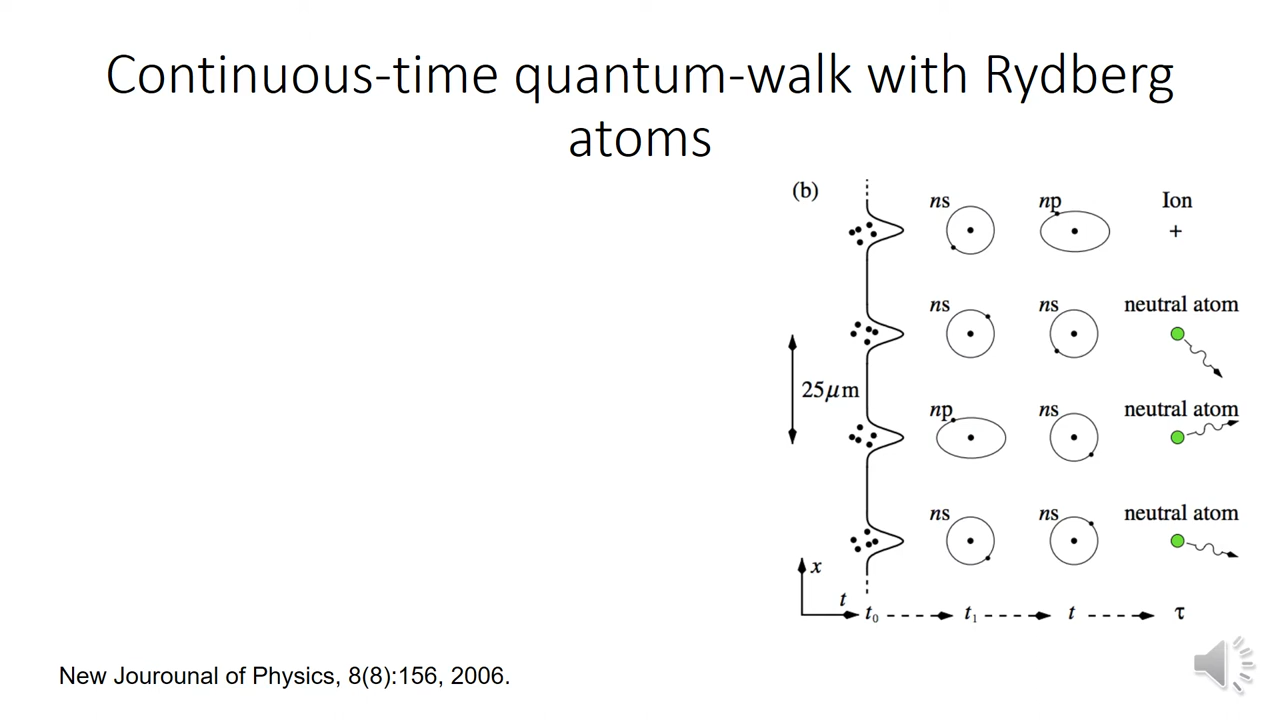 Continuous-time quantum-walk with Rydberg
atoms
(b)
ns np Ion
+
ns ns neutral atom
25μm
np ns neutral atom
ns ns neutral atom
x
t t₀ t₁ t τ
New Jourounal of Physics, 8(8):156, 2006.